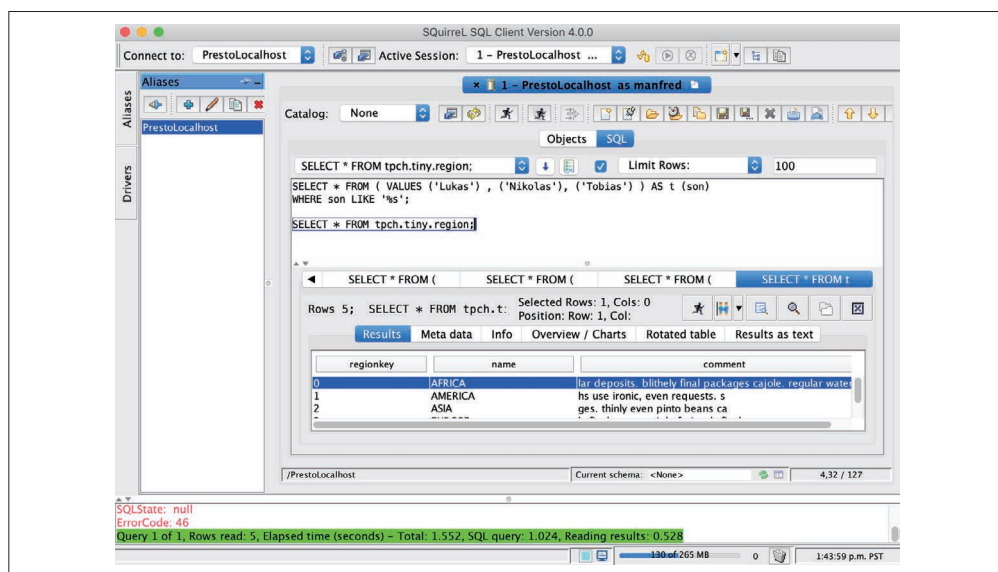 SQuirreL SQL Client Version 4.0.0
Connect to: PrestoLocalhost Active Session: 1 – PrestoLocalhost ...
Aliases
Drivers
Aliases
PrestoLocalhost
1 – PrestoLocalhost as manfred
Catalog: None
Objects SQL
SELECT * FROM tpch.tiny.region; Limit Rows: 100
SELECT * FROM ( VALUES ('Lukas') , ('Nikolas'), ('Tobias') ) AS t (son)
WHERE son LIKE '%s';
SELECT * FROM tpch.tiny.region;
SELECT * FROM ( SELECT * FROM ( SELECT * FROM ( SELECT * FROM t
Rows 5; SELECT * FROM tpch.t: Selected Rows: 1, Cols: 0
Position: Row: 1, Col:
Results Meta data Info Overview / Charts Rotated table Results as text
regionkey name comment
0 AFRICA lar deposits. blithely final packages cajole. regular water
1 AMERICA hs use ironic, even requests. s
2 ASIA ges. thinly even pinto beans ca
/PrestoLocalhost Current schema: <None> 4,32 / 127
SQLState: null
ErrorCode: 46
Query 1 of 1, Rows read: 5, Elapsed time (seconds) – Total: 1.552, SQL query: 1.024, Reading results: 0.528
130 of 265 MB 0 1:43:59 p.m. PST